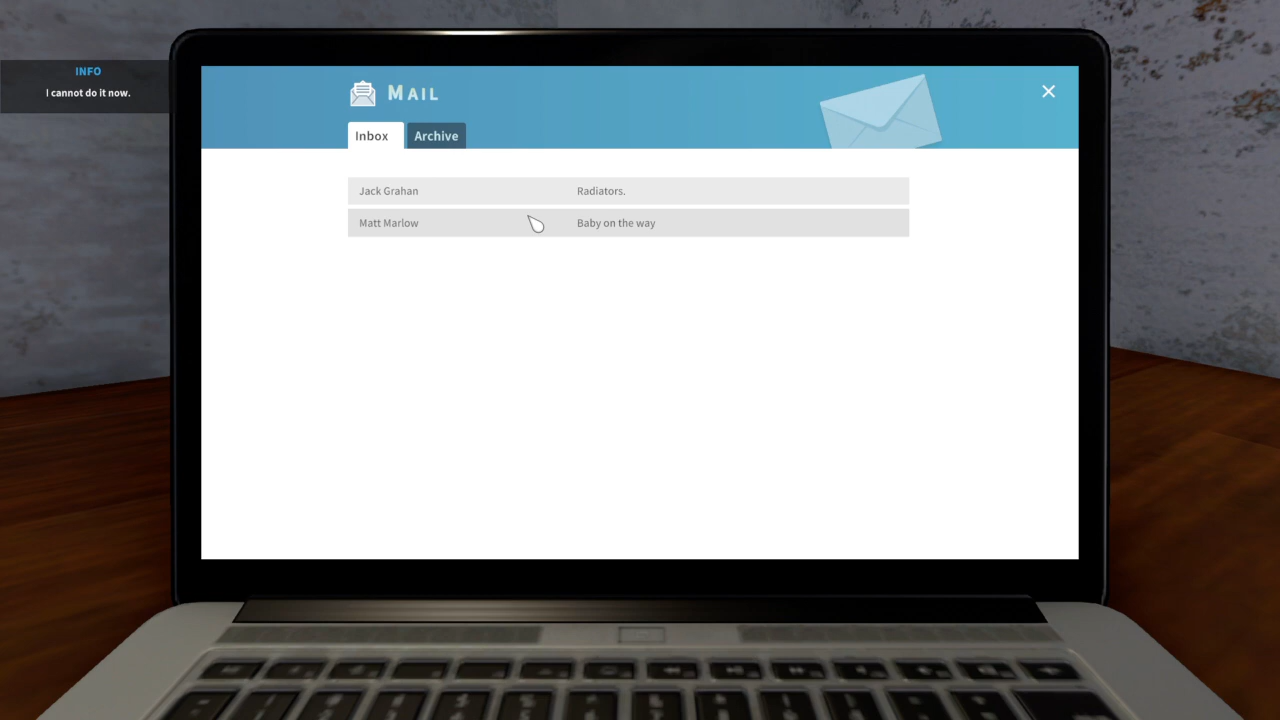 INFO
I cannot do it now.
MAIL
Inbox Archive
Jack Grahan Radiators.
Matt Marlow Baby on the way